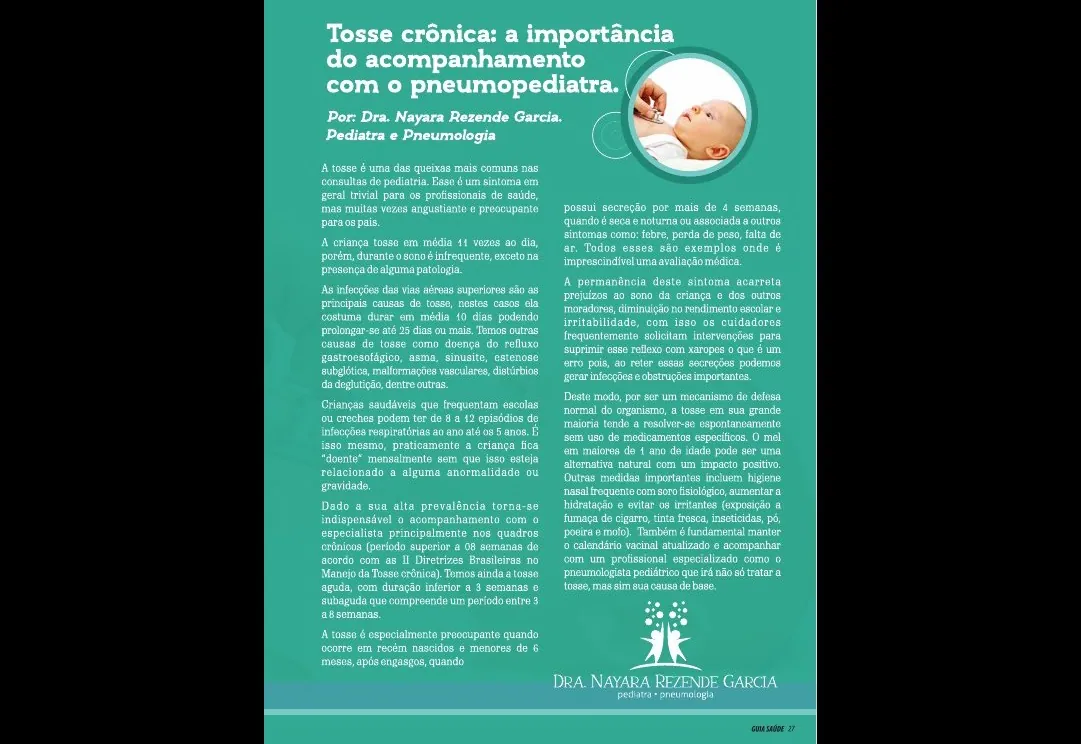 Tosse crônica: a importância
do acompanhamento
com o pneumopediatra.
Por: Dra. Nayara Rezende Garcia.
Pediatra e Pneumologia
A tosse é uma das queixas mais comuns nas
consultas de pediatria. Esse é um sintoma em
geral trivial para os profissionais de saúde,
mas muitas vezes angustiante e preocupante
para os pais.
A criança tosse em média 11 vezes ao dia,
porém, durante o sono é infrequente, exceto na
presença de alguma patologia.
As infecções das vias aéreas superiores são as
principais causas de tosse, nestes casos ela
costuma durar em média 10 dias podendo
prolongar-se até 25 dias ou mais. Temos outras
causas de tosse como doença do refluxo
gastroesofágico, asma, sinusite, estenose
subglótica, malformações vasculares, distúrbios
da deglutição, dentre outras.
Crianças saudáveis que frequentam escolas
ou creches podem ter de 8 a 12 episódios de
infecções respiratórias ao ano até os 5 anos. É
isso mesmo, praticamente a criança fica
"doente" mensalmente sem que isso esteja
relacionado a alguma anormalidade ou
gravidade.
Dado a sua alta prevalência torna-se
indispensável o acompanhamento com o
especialista principalmente nos quadros
crônicos (período superior a 08 semanas de
acordo com as II Diretrizes Brasileiras no
Manejo da Tosse crônica). Temos ainda a tosse
aguda, com duração inferior a 3 semanas e
subaguda que compreende um período entre 3
a 8 semanas.
A tosse é especialmente preocupante quando
ocorre em recém nascidos e menores de 6
meses, após engasgos, quando
possui secreção por mais de 4 semanas,
quando é seca e noturna ou associada a outros
sintomas como: febre, perda de peso, falta de
ar. Todos esses são exemplos onde é
imprescindível uma avaliação médica.
A permanência deste sintoma acarreta
prejuízos ao sono da criança e dos outros
moradores, diminuição no rendimento escolar e
irritabilidade, com isso os cuidadores
frequentemente solicitam intervenções para
suprimir esse reflexo com xaropes o que é um
erro pois, ao reter essas secreções podemos
gerar infecções e obstruções importantes.
Deste modo, por ser um mecanismo de defesa
normal do organismo, a tosse em sua grande
maioria tende a resolver-se espontaneamente
sem uso de medicamentos específicos. O mel
em maiores de 1 ano de idade pode ser uma
alternativa natural com um impacto positivo.
Outras medidas importantes incluem higiene
nasal frequente com soro fisiológico, aumentar a
hidratação e evitar os irritantes (exposição a
fumaça de cigarro, tinta fresca, inseticidas, pó,
poeira e mofo). Também é fundamental manter
o calendário vacinal atualizado e acompanhar
com um profissional especializado como o
pneumologista pediátrico que irá não só tratar a
tosse, mas sim sua causa de base.
DRA. NAYARA REZENDE GARCIA
pediatra • pneumologia
GUIA SAÚDE 27